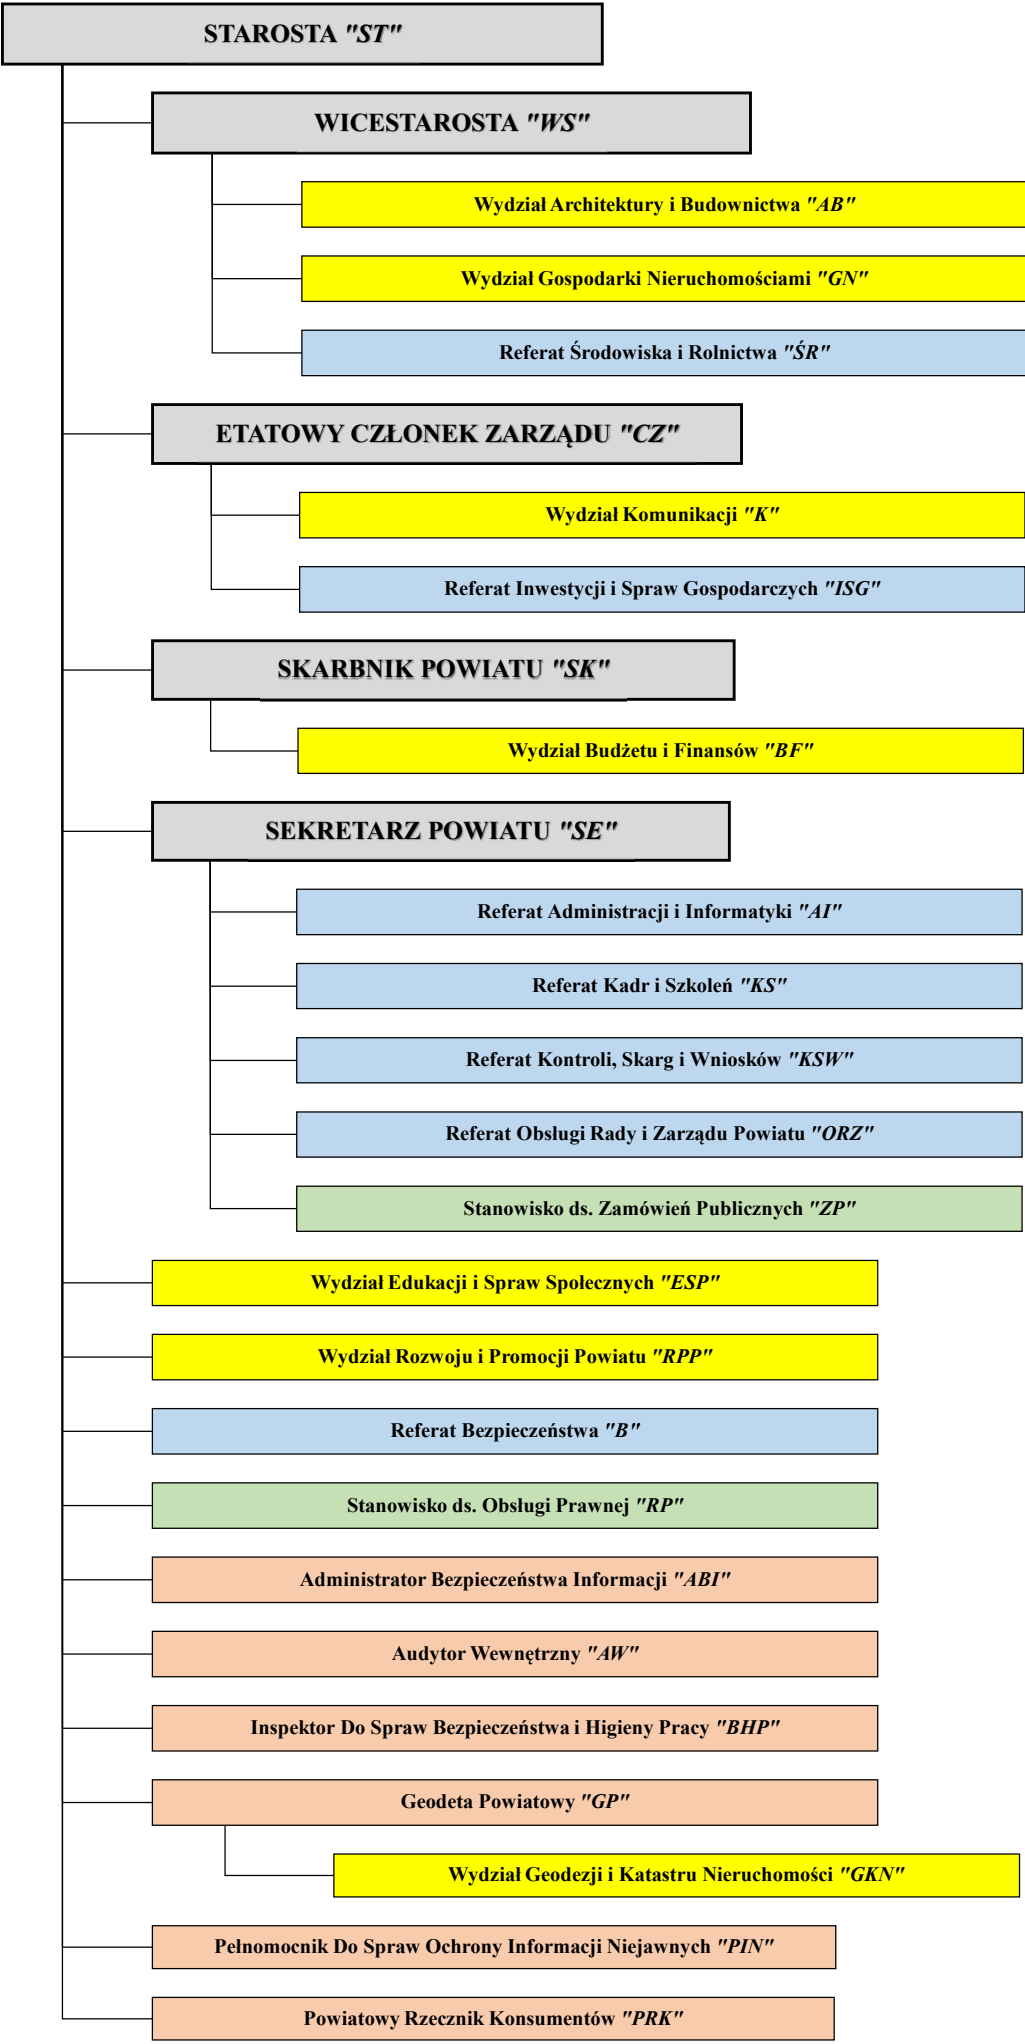 STAROSTA "ST"
WICESTAROSTA "WS"
Wydział Architektury i Budownictwa "AB"
Wydział Gospodarki Nieruchomościami "GN"
Referat Środowiska i Rolnictwa "ŚR"
ETATOWY CZŁONEK ZARZĄDU "CZ"
Wydział Komunikacji "K"
Referat Inwestycji i Spraw Gospodarczych "ISG"
SKARBNIK POWIATU "SK"
Wydział Budżetu i Finansów "BF"
SEKRETARZ POWIATU "SE"
Referat Administracji i Informatyki "AI"
Referat Kadr i Szkoleń "KS"
Referat Kontroli, Skarg i Wniosków "KSW"
Referat Obsługi Rady i Zarządu Powiatu "ORZ"
Stanowisko ds. Zamówień Publicznych "ZP"
Wydział Edukacji i Spraw Społecznych "ESP"
Wydział Rozwoju i Promocji Powiatu "RPP"
Referat Bezpieczeństwa "B"
Stanowisko ds. Obsługi Prawnej "RP"
Administrator Bezpieczeństwa Informacji "ABI"
Audytor Wewnętrzny "AW"
Inspektor Do Spraw Bezpieczeństwa i Higieny Pracy "BHP"
Geodeta Powiatowy "GP"
Wydział Geodezji i Katastru Nieruchomości "GKN"
Pełnomocnik Do Spraw Ochrony Informacji Niejawnych "PIN"
Powiatowy Rzecznik Konsumentów "PRK"